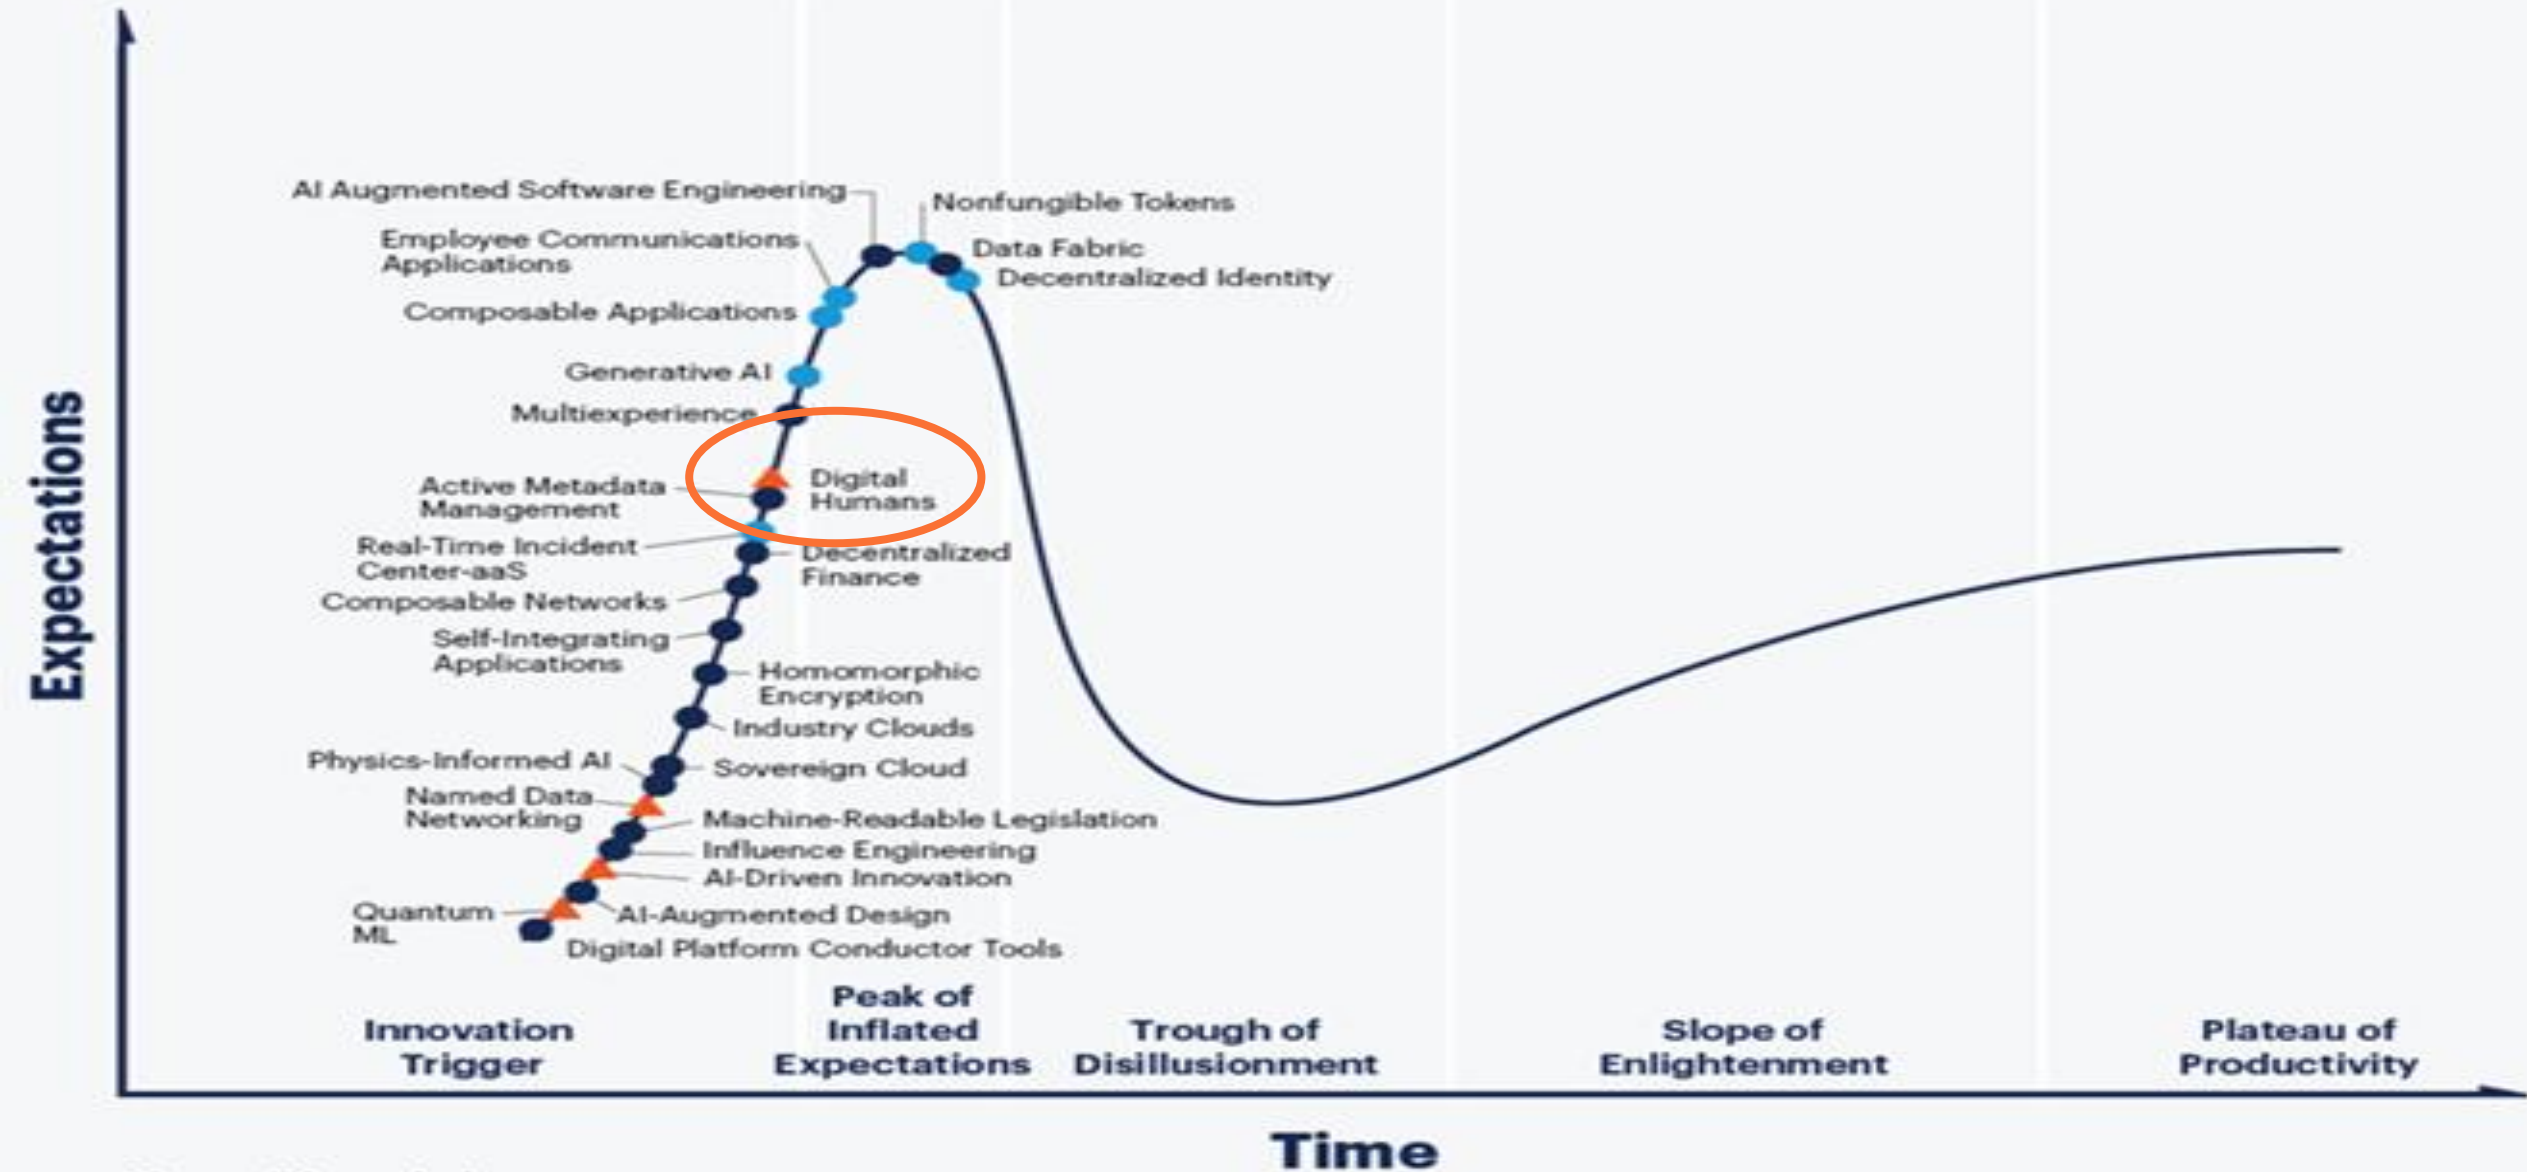 AI Augmented Software Engineering
Nonfungible Tokens
Employee Communications
Applications
Data Fabric
Decentralized Identity
Composable Applications
Generative AI
Multiexperience
Active Metadata
Management
Digital
Humans
Real-Time Incident
Center-aaS
Decentralized
Finance
Composable Networks
Self-Integrating
Applications
Homomorphic
Encryption
Industry Clouds
Physics-Informed AI
Sovereign Cloud
Named Data
Networking
Machine-Readable Legislation
Influence Engineering
AI-Driven Innovation
Quantum
ML
AI-Augmented Design
Digital Platform Conductor Tools
Expectations
Innovation
Trigger
Peak of
Inflated
Expectations
Trough of
Disillusionment
Slope of
Enlightenment
Plateau of
Productivity
Time